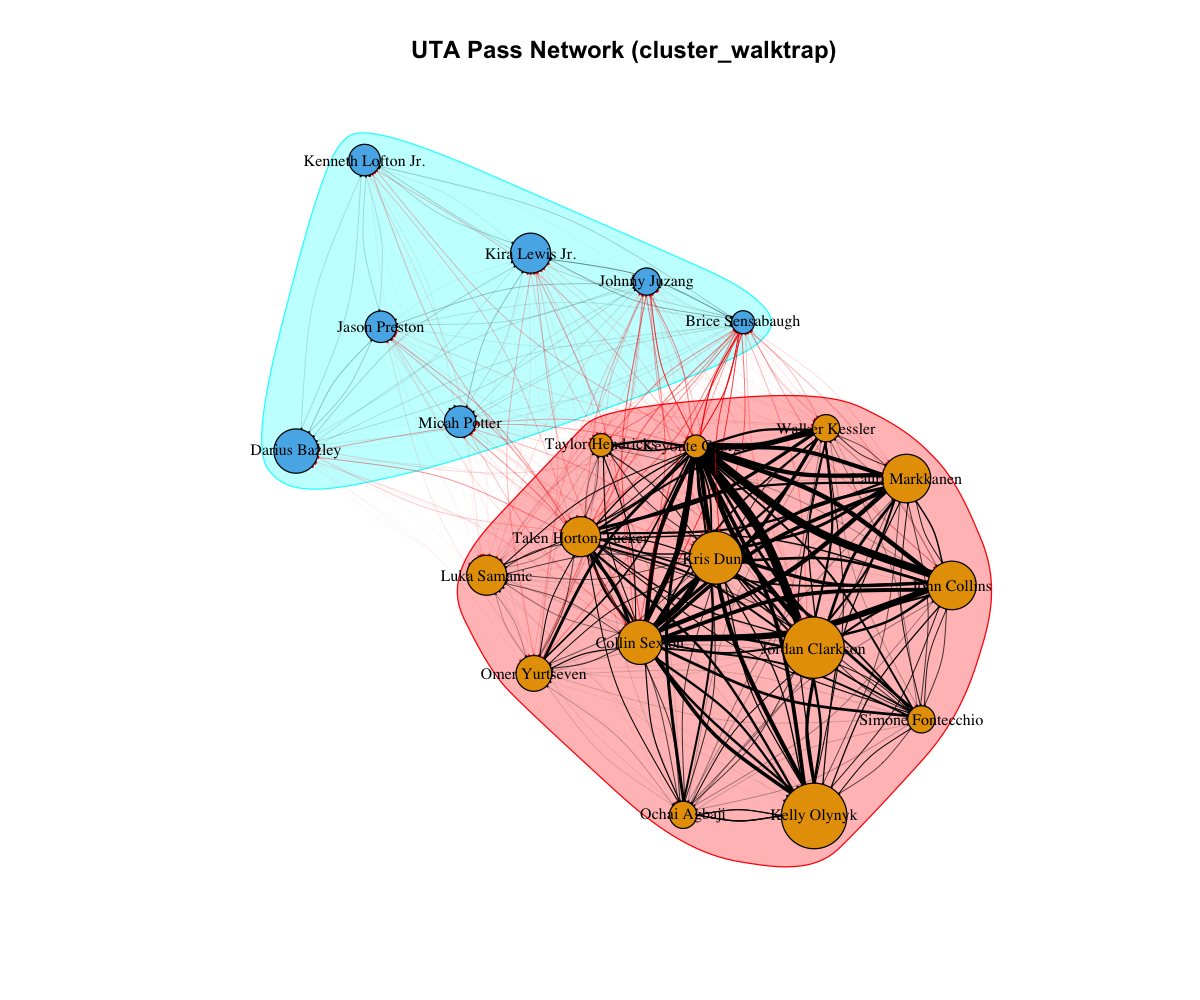 UTA Pass Network (cluster_walktrap)
Kenneth Lofton Jr.
Kira Lewis Jr.
Johnny Juzang
Brice Sensabaugh
Jason Preston
Micah Potter
Darius Bazley
Walker Kessler
Taylor Hendricks
Keyonte
Markkanen
Talen Horton-Tucker
Kris Dunn
Luka Samanic
John Collins
Collin Sexton
Jordan Clarkson
Omer Yurtseven
Simone Fontecchio
Ochai Agbaji
Kelly Olynyk